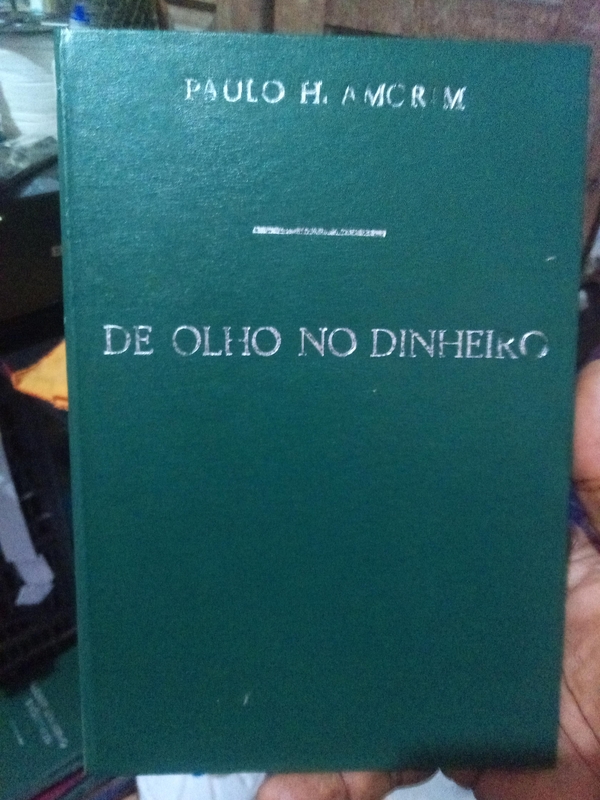 PAULO H. AMORIM
DE OLHO NO DINHEIRO